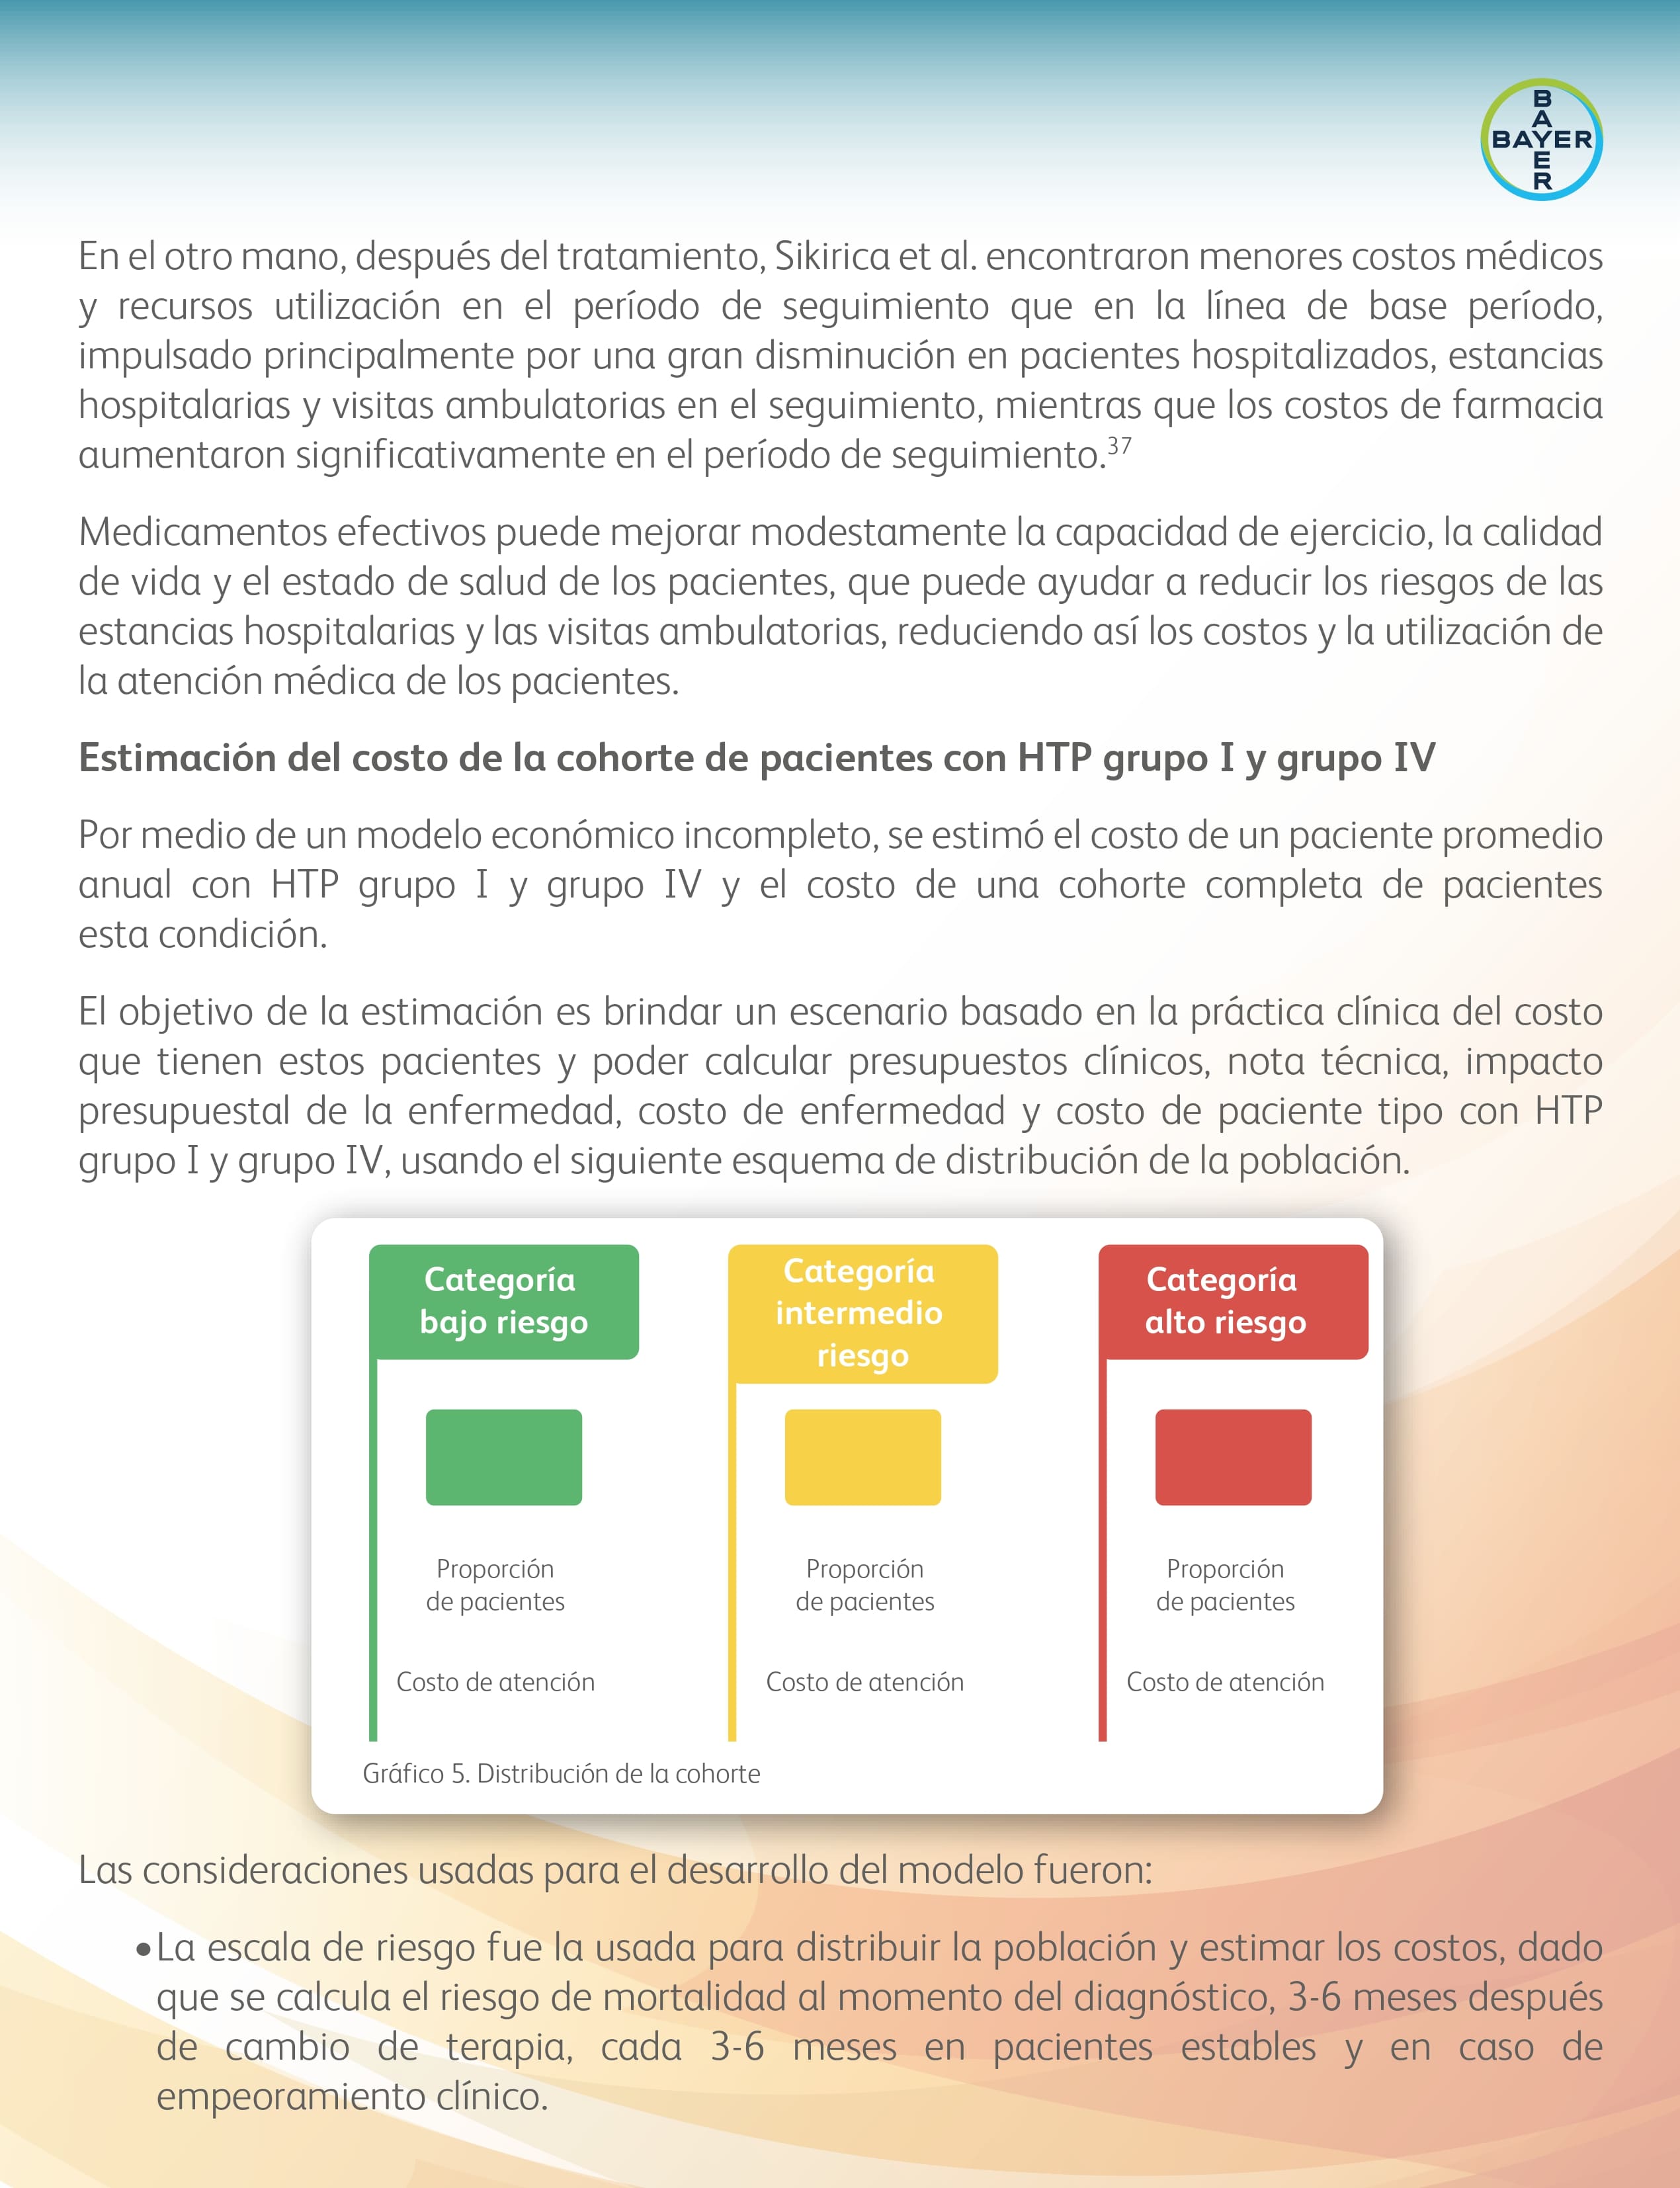 BAYER
BAYER
En el otro mano, después del tratamiento, Sikirica et al. encontraron menores costos médicos
y recursos utilización en el período de seguimiento que en la línea de base período,
impulsado principalmente por una gran disminución en pacientes hospitalizados, estancias
hospitalarias y visitas ambulatorias en el seguimiento, mientras que los costos de farmacia
aumentaron significativamente en el período de seguimiento.37
Medicamentos efectivos puede mejorar modestamente la capacidad de ejercicio, la calidad
de vida y el estado de salud de los pacientes, que puede ayudar a reducir los riesgos de las
estancias hospitalarias y las visitas ambulatorias, reduciendo así los costos y la utilización de
la atención médica de los pacientes.
Estimación del costo de la cohorte de pacientes con HTP grupo I y grupo IV
Por medio de un modelo económico incompleto, se estimó el costo de un paciente promedio
anual con HTP grupo I y grupo IV y el costo de una cohorte completa de pacientes
esta condición.
El objetivo de la estimación es brindar un escenario basado en la práctica clínica del costo
que tienen estos pacientes y poder calcular presupuestos clínicos, nota técnica, impacto
presupuestal de la enfermedad, costo de enfermedad y costo de paciente tipo con HTP
grupo I y grupo IV, usando el siguiente esquema de distribución de la población.
Categoría
bajo riesgo
Proporción
de pacientes
Costo de atención
Categoría
intermedio
riesgo
Proporción
de pacientes
Costo de atención
Categoría
alto riesgo
Proporción
de pacientes
Costo de atención
Gráfico 5. Distribución de la cohorte
Las consideraciones usadas para el desarrollo del modelo fueron:
•La escala de riesgo fue la usada para distribuir la población y estimar los costos, dado
que se calcula el riesgo de mortalidad al momento del diagnóstico, 3-6 meses después
de cambio de terapia, cada 3-6 meses en pacientes estables y en caso de
empeoramiento clínico.